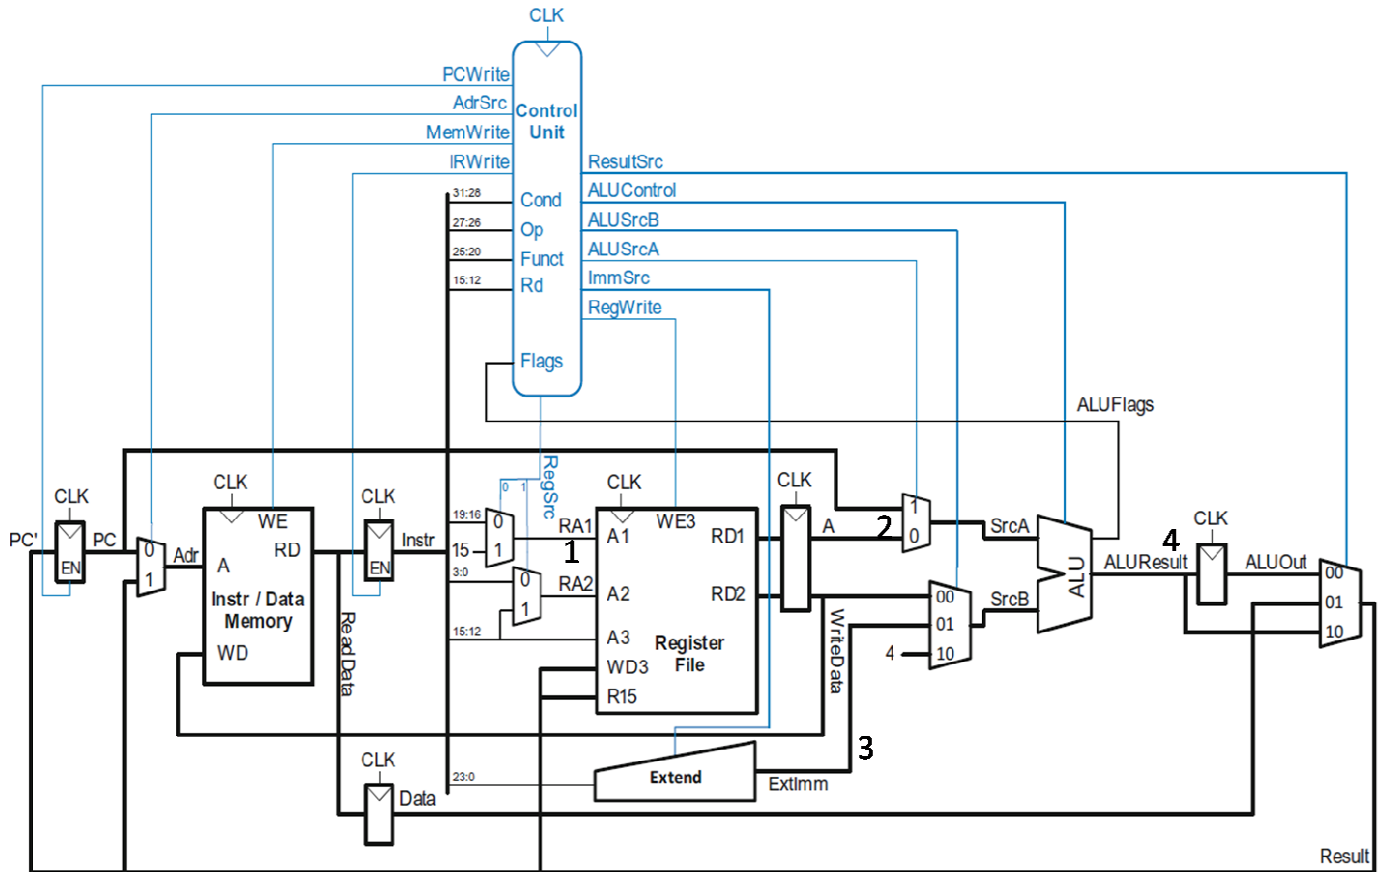 CLK
PCWrite
AdrSrc
MemWrite
IRWrite
Control
Unit
ResultSrc
ALUControl
ALUSrcB
ALUSrcA
ImmSrc
RegWrite
31:28
Cond
27:26
Op
25:20
Funct
15:12
Rd
Flags
ALUFlags
RegSrc
0 1
CLK
PC'
EN
PC
0
1
Adr
CLK
WE
A
RD
Instr / Data
Memory
WD
CLK
EN
Instr
ReadData
19:16
15
0
1
RA1
1
3:0
0
1
RA2
15:12
CLK
WE3
A1
RD1
A2
RD2
A3
Register
File
WD3
R15
CLK
A
2
1
0
SrcA
WriteData
00
01
4
10
SrcB
ALU
4
ALUResult
CLK
ALUOut
00
01
10
3
23:0
Extend
ExtImm
CLK
Data
Result